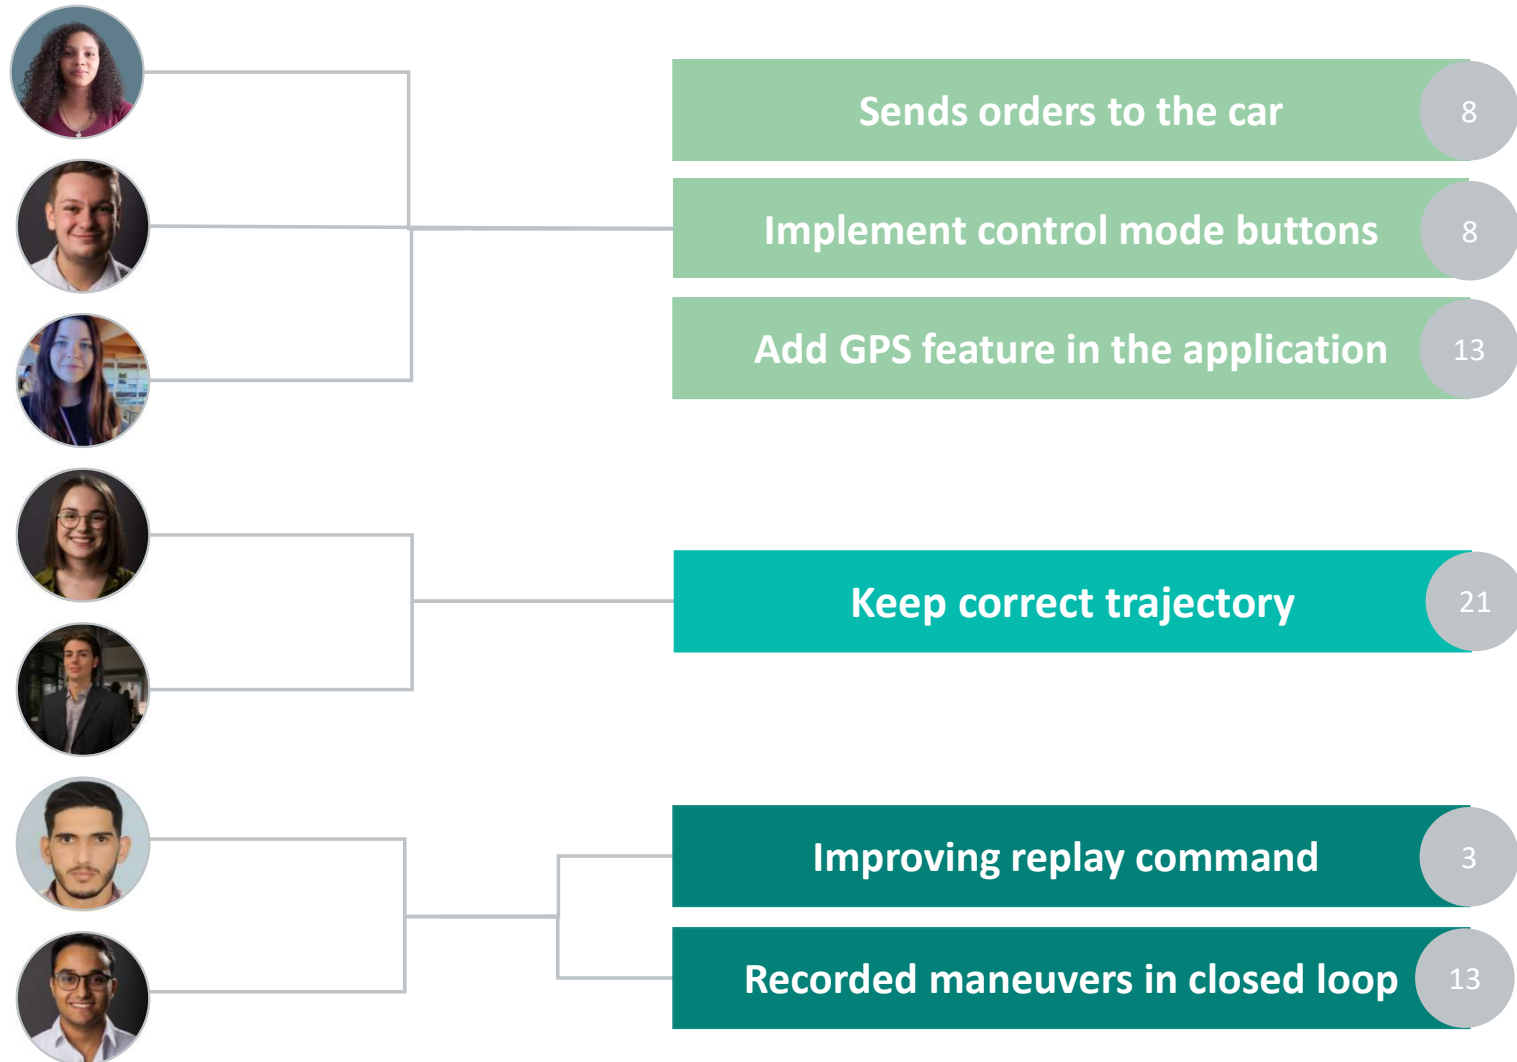 Sends orders to the car
8
Implement control mode buttons
8
Add GPS feature in the application
13
Keep correct trajectory
21
Improving replay command
3
Recorded maneuvers in closed loop
13